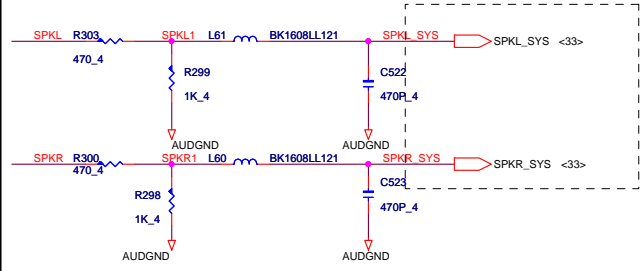 SPKL R303 SPKL1 L61 BK1608LL121 SPKL_SYS SPKL_SYS <33>
470_4
R299 C522
1K_4 470P_4
AUDGND AUDGND
SPKR R300 SPKR1 L60 BK1608LL121 SPKR_SYS SPKR_SYS <33>
470_4
C523
R298
470P_4
1K_4
AUDGND AUDGND